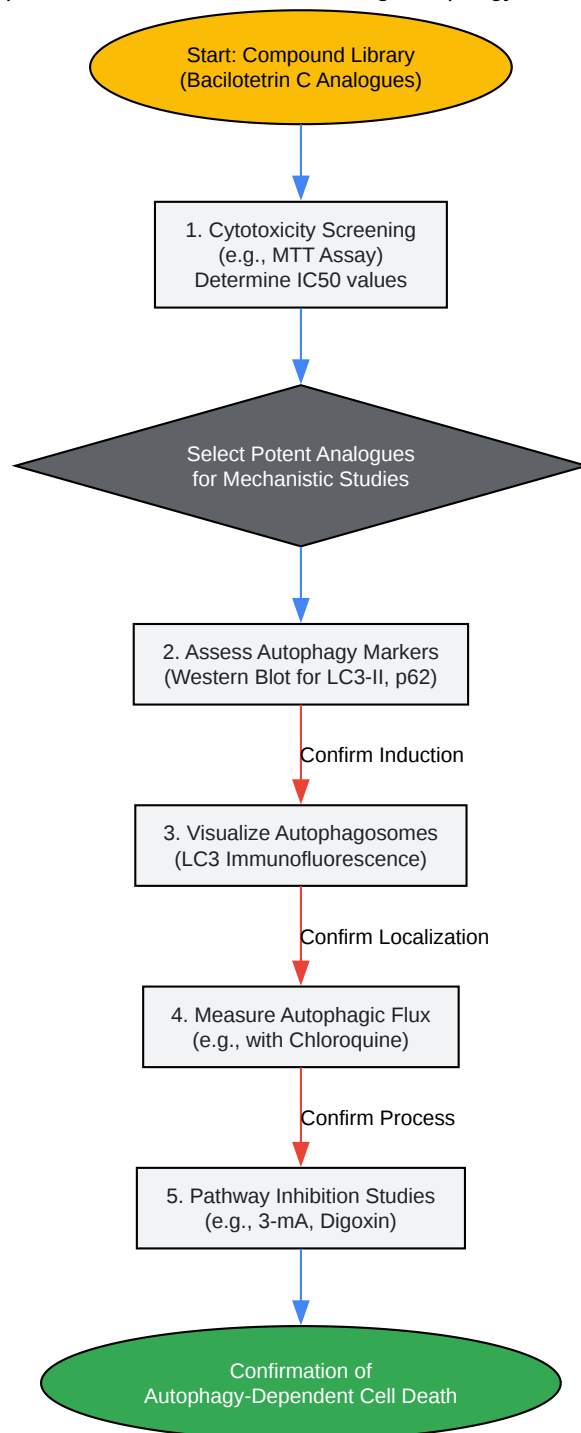 Start: Compound Library
(Bacilotetrin C Analogues)
1. Cytotoxicity Screening
(e.g., MTT Assay)
Determine IC50 values
Select Potent Analogues
for Mechanistic Studies
2. Assess Autophagy Markers
(Western Blot for LC3-II, p62)
Confirm Induction
3. Visualize Autophagosomes
(LC3 Immunofluorescence)
Confirm Localization
4. Measure Autophagic Flux
(e.g., with Chloroquine)
Confirm Process
5. Pathway Inhibition Studies
(e.g., 3-mA, Digoxin)
Confirmation of
Autophagy-Dependent Cell Death